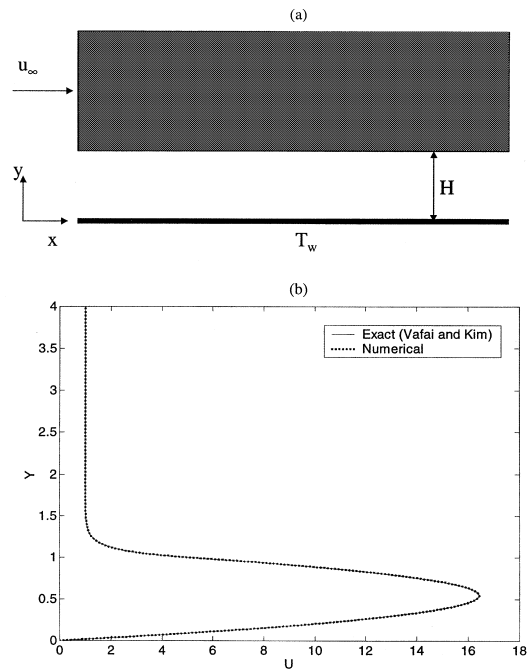 (a)
u∞
y
H
x
Tw
(b)
4
3.5
3
2.5
2
1.5
1
0.5
0
Y
Exact (Vafai and Kim)
Numerical
0 2 4 6 8 10 12 14 16 18
U